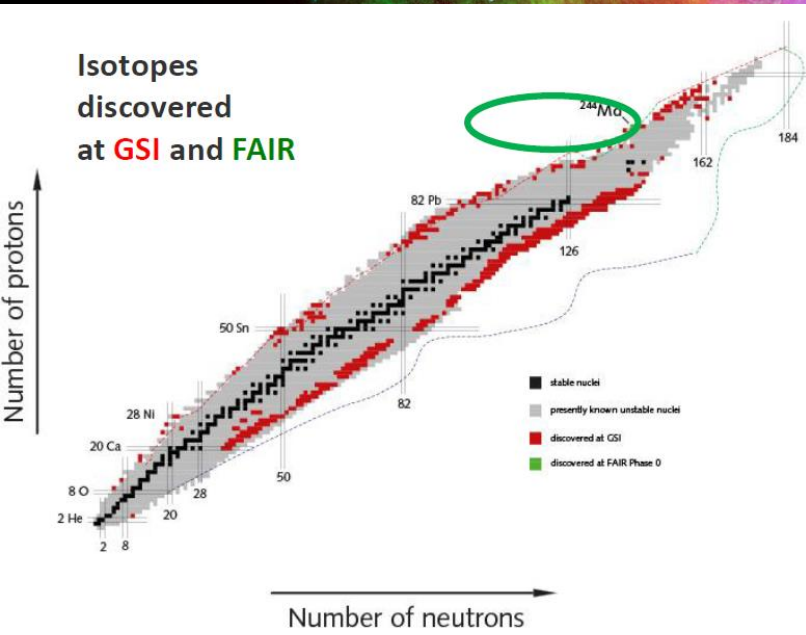 Isotopes
discovered
at GSI and FAIR
Number of protons
244Md
184
162
82 Pb
126
50 Sn
82
28 Ni
20 Ca
50
8 O
28
20
2 He
2 8
stable nuclei
presently known unstable nuclei
discovered at GSI
discovered at FAIR Phase 0
Number of neutrons